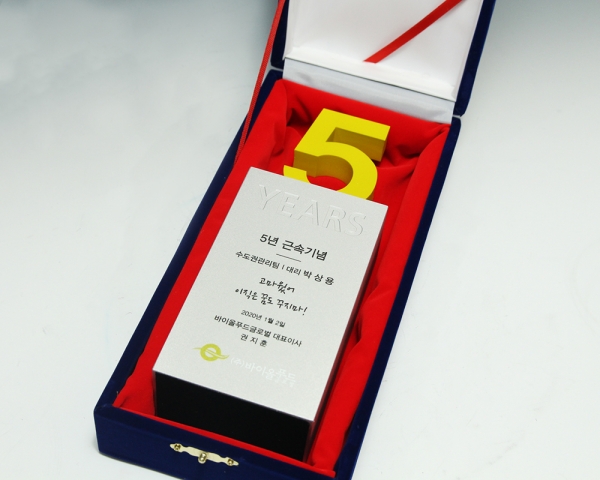 5
YEARS
5년 근속기념
수도권관리팀 | 대리 박상용
고마웠어
이직은 꿈도 꾸지마!
2020년 1월 2일
바이올푸드글로벌 대표이사
연지훈